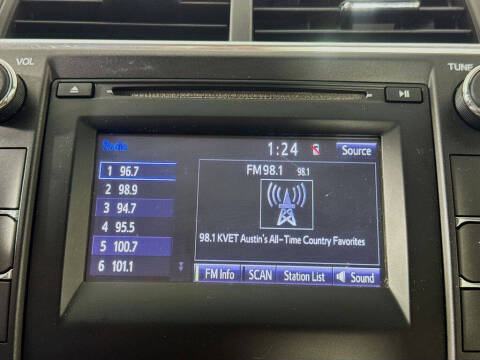 VOL
TUNE
Radio
1:24
Source
1 96.7
2 98.9
3 94.7
4 95.5
5 100.7
6 101.1
FM 98.1 98.1
98.1 KVET Austin's All-Time Country Favorites
FM Info
SCAN
Station List
Sound